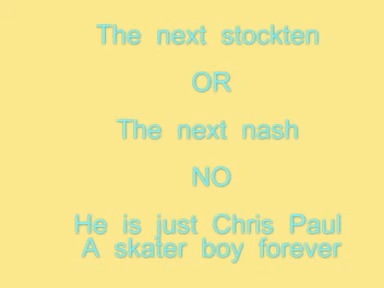 The next stockten
OR
The next nash
NO
He is just Chris Paul
A skater boy forever